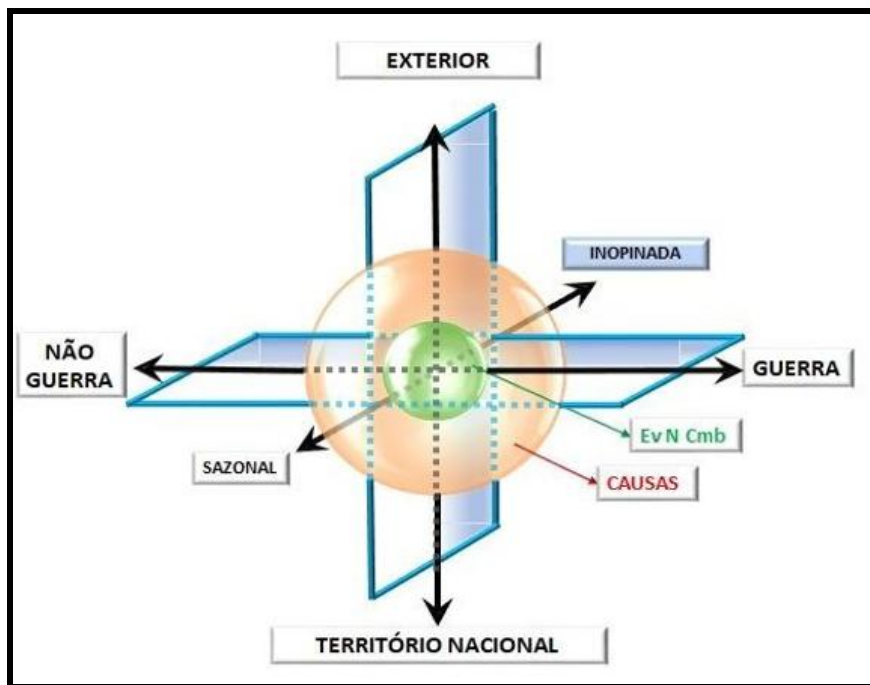 EXTERIOR
INOPINADA
NÃO
GUERRA
GUERRA
Ev N Cmb
SAZONAL
CAUSAS
TERRITÓRIO NACIONAL